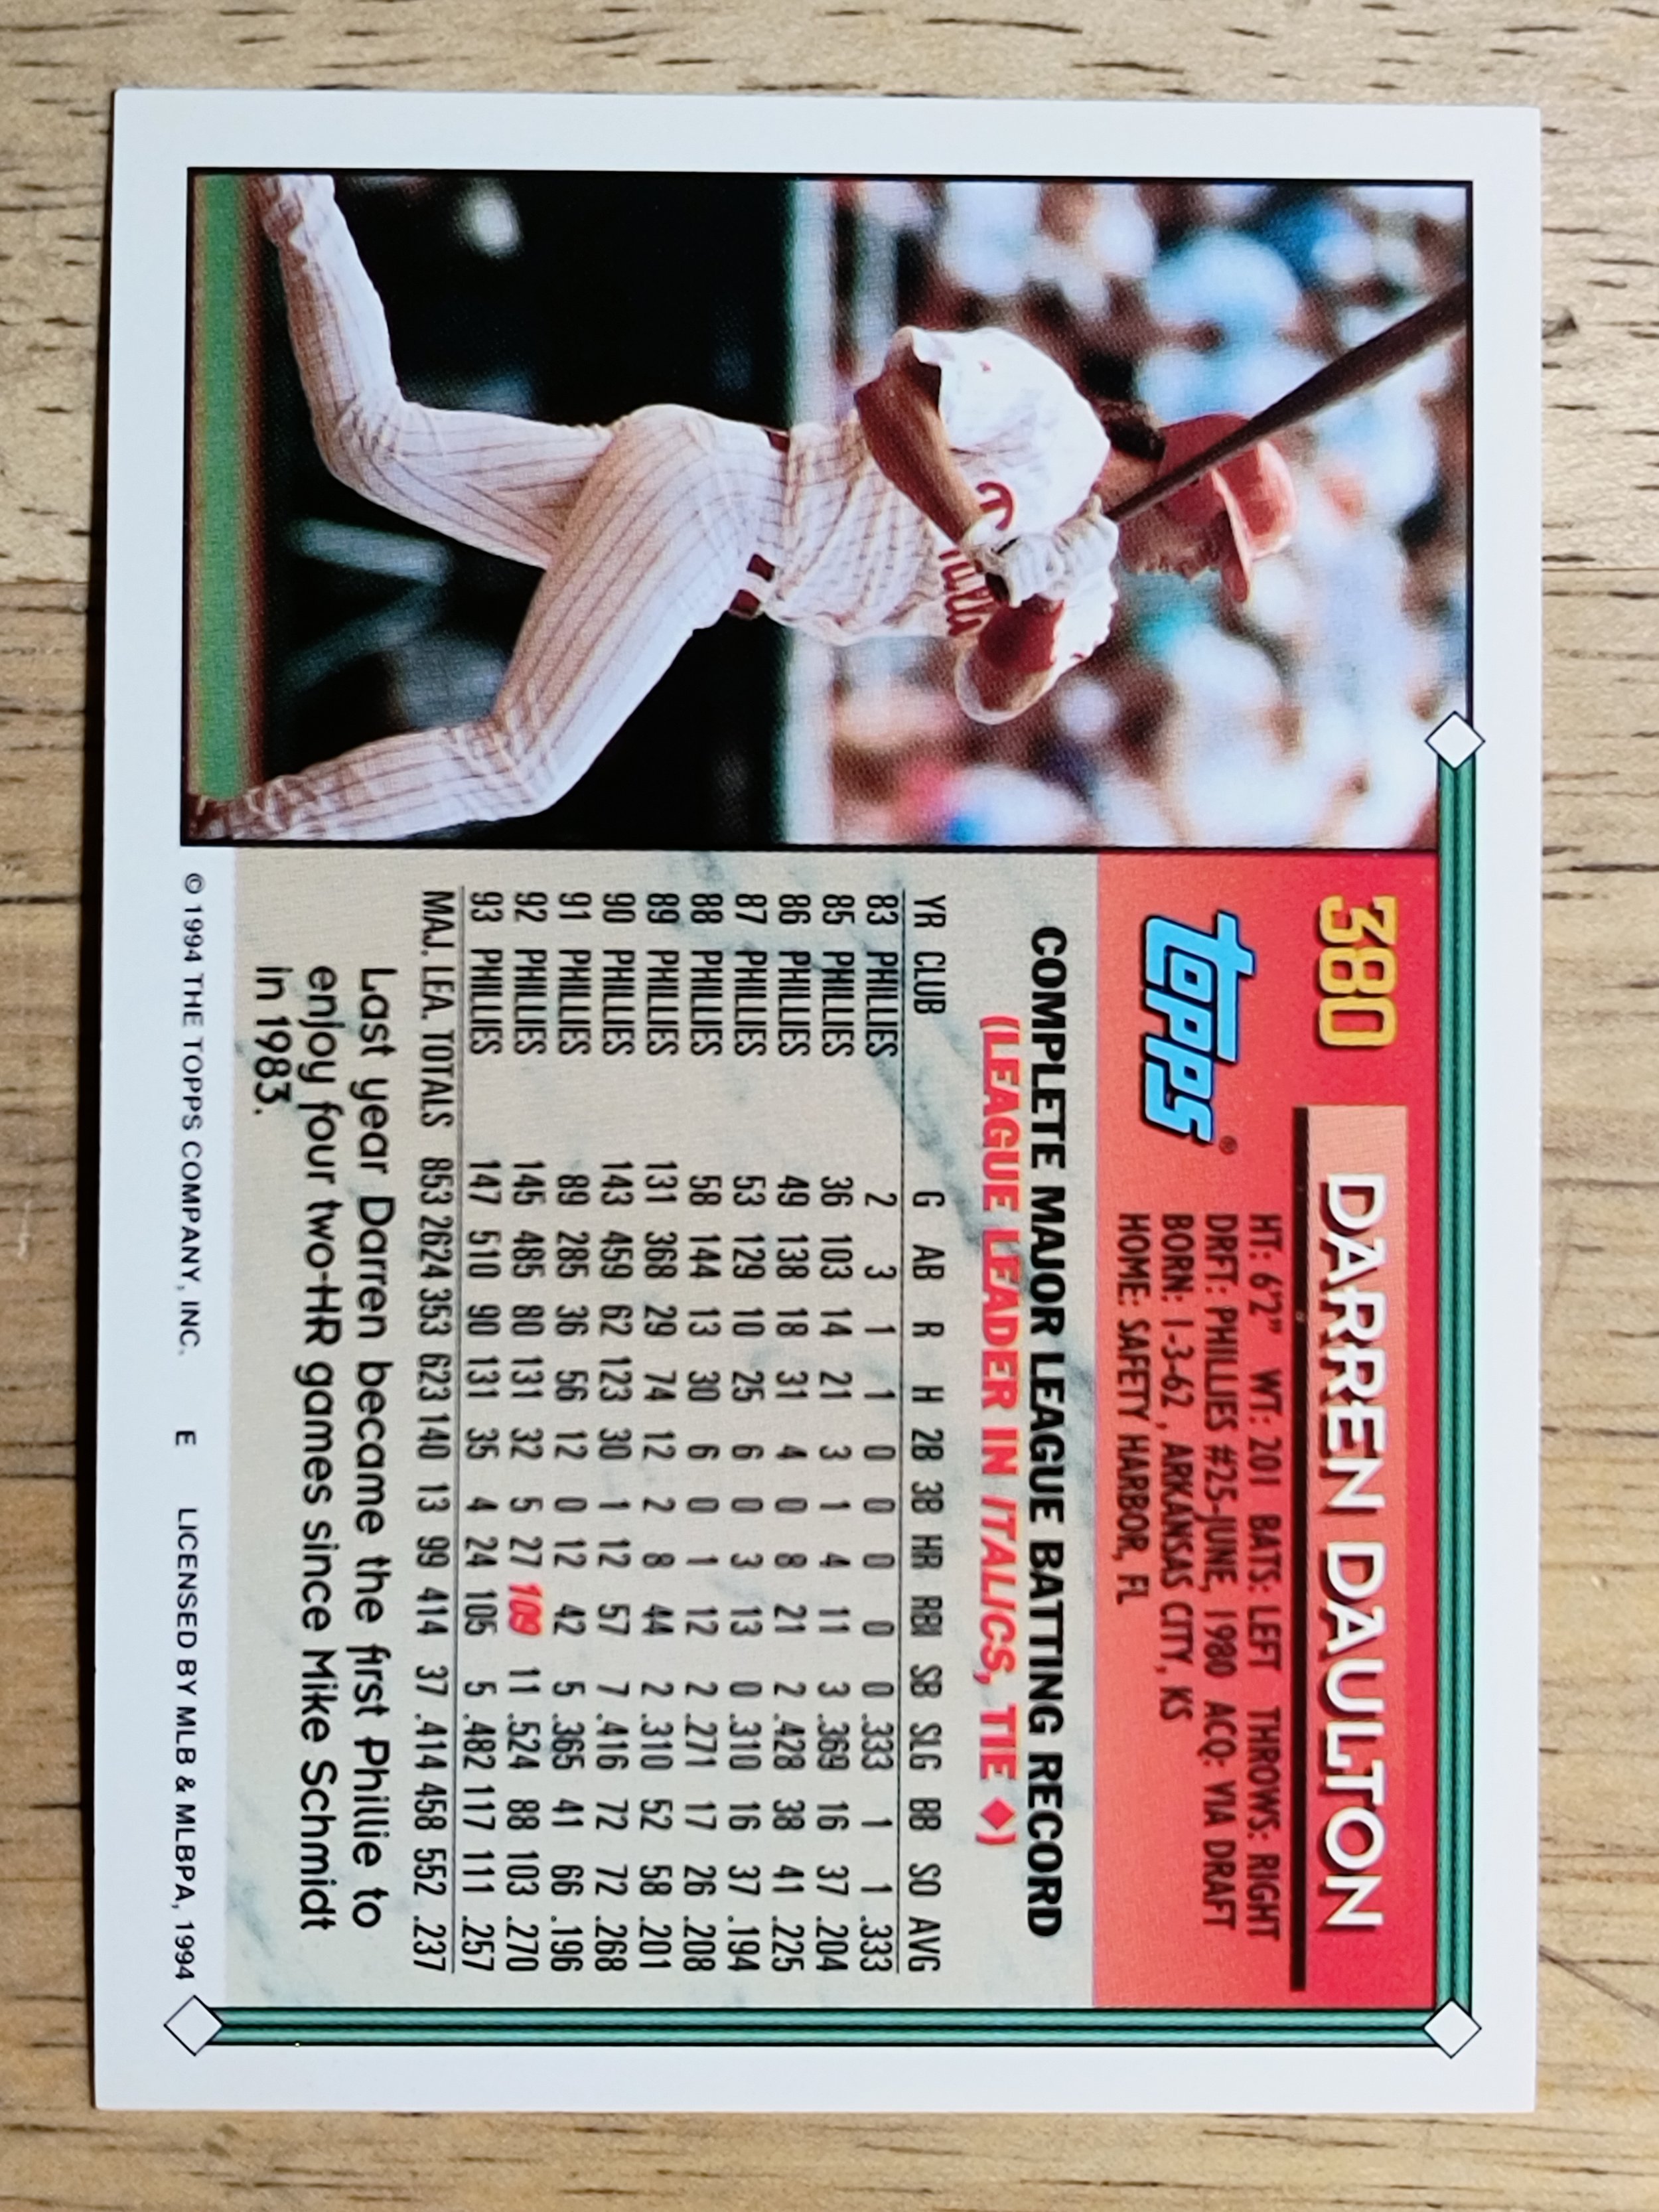 380 DARREN DAULTON
topps®
HT: 6'2" WT: 201 BATS: LEFT THROWS: RIGHT
DRFT: PHILLIES #25-JUNE, 1980 ACQ: VIA DRAFT
BORN: 1-3-62, ARKANSAS CITY, KS
HOME: SAFETY HARBOR, FL
COMPLETE MAJOR LEAGUE BATTING RECORD
(LEAGUE LEADER IN ITALICS, TIE ♦)
YR CLUB G AB R H 2B 3B HR RBI SB SLG BB SO AVG
83 PHILLIES 2 3 1 1 0 0 0 0 0 .333 1 1 .333
85 PHILLIES 36 103 14 21 3 1 4 11 3 .369 16 37 .204
86 PHILLIES 49 138 18 31 4 0 8 21 2 .428 38 41 .225
87 PHILLIES 53 129 10 25 6 0 3 13 0 .310 16 37 .194
88 PHILLIES 58 144 13 30 6 0 1 12 2 .271 17 26 .208
89 PHILLIES 131 368 29 74 12 2 8 44 2 .310 52 58 .201
90 PHILLIES 143 459 62 123 30 1 12 57 7 .416 72 72 .268
91 PHILLIES 89 285 36 56 12 0 12 42 5 .365 41 66 .196
92 PHILLIES 145 485 80 131 32 5 27 109 11 .524 88 103 .270
93 PHILLIES 147 510 90 131 35 4 24 105 5 .482 117 111 .257
MAJ. LEA. TOTALS 853 2624 353 623 140 13 99 414 37 .414 458 552 .237
Last year Darren became the first Phillie to
enjoy four two-HR games since Mike Schmidt
in 1983.
© 1994 THE TOPPS COMPANY, INC. E LICENSED BY MLB & MLBPA, 1994